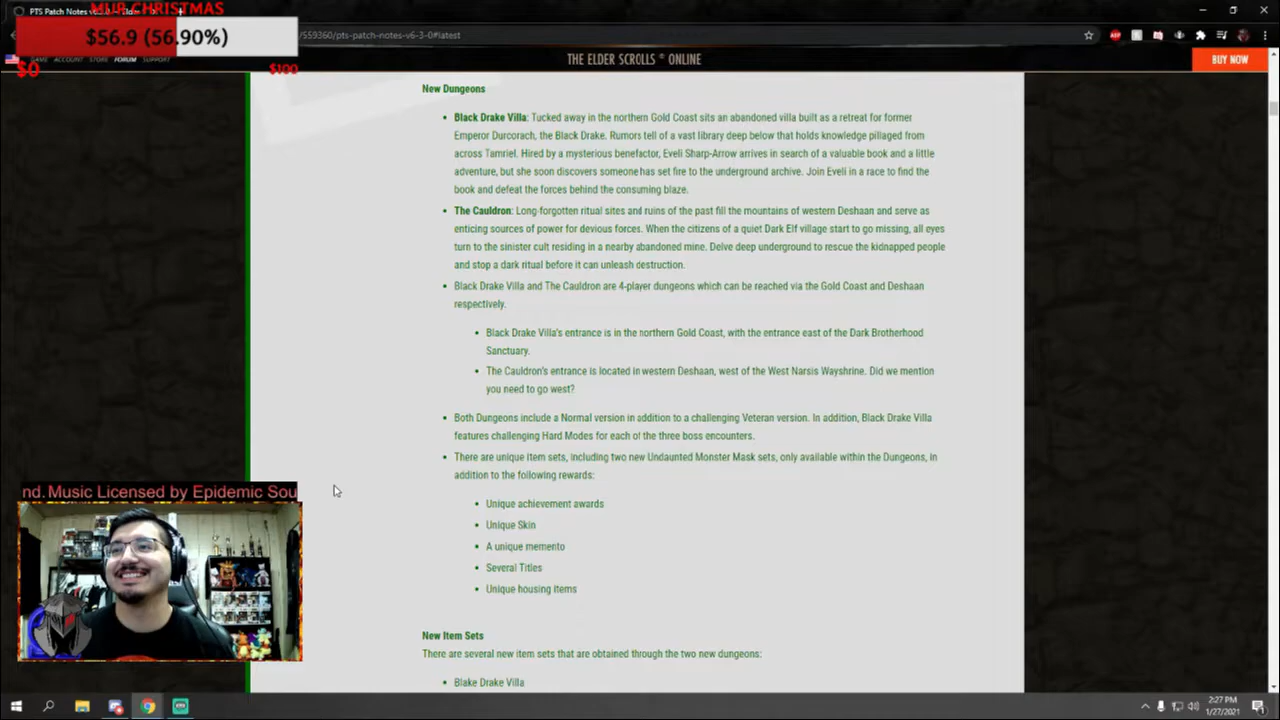 PTS Patch Notes v6.3.0
MUB CHRISTMAS
$56.9 (56.90%)
$0
$100
559360/pts-patch-notes-v6-3-0#latest
GAME ACCOUNT STORE FORUM SUPPORT
THE ELDER SCROLLS ® ONLINE
BUY NOW
New Dungeons
Black Drake Villa: Tucked away in the northern Gold Coast sits an abandoned villa built as a retreat for former
Emperor Durcorach, the Black Drake. Rumors tell of a vast library deep below that holds knowledge pillaged from
across Tamriel. Hired by a mysterious benefactor, Eveli Sharp-Arrow arrives in search of a valuable book and a little
adventure, but she soon discovers someone has set fire to the underground archive. Join Eveli in a race to find the
book and defeat the forces behind the consuming blaze.
The Cauldron: Long-forgotten ritual sites and ruins of the past fill the mountains of western Deshaan and serve as
enticing sources of power for devious forces. When the citizens of a quiet Dark Elf village start to go missing, all eyes
turn to the sinister cult residing in a nearby abandoned mine. Delve deep underground to rescue the kidnapped people
and stop a dark ritual before it can unleash destruction.
Black Drake Villa and The Cauldron are 4-player dungeons which can be reached via the Gold Coast and Deshaan
respectively.
Black Drake Villa's entrance is in the northern Gold Coast, with the entrance east of the Dark Brotherhood
Sanctuary.
The Cauldron's entrance is located in western Deshaan, west of the West Narsis Wayshrine. Did we mention
you need to go west?
Both Dungeons include a Normal version in addition to a challenging Veteran version. In addition, Black Drake Villa
features challenging Hard Modes for each of the three boss encounters.
There are unique item sets, including two new Undaunted Monster Mask sets, only available within the Dungeons, in
addition to the following rewards:
Unique achievement awards
Unique Skin
A unique memento
Several Titles
Unique housing items
New Item Sets
There are several new item sets that are obtained through the two new dungeons:
Blake Drake Villa
nd. Music Licensed by Epidemic Sou
2:27 PM
1/27/2021